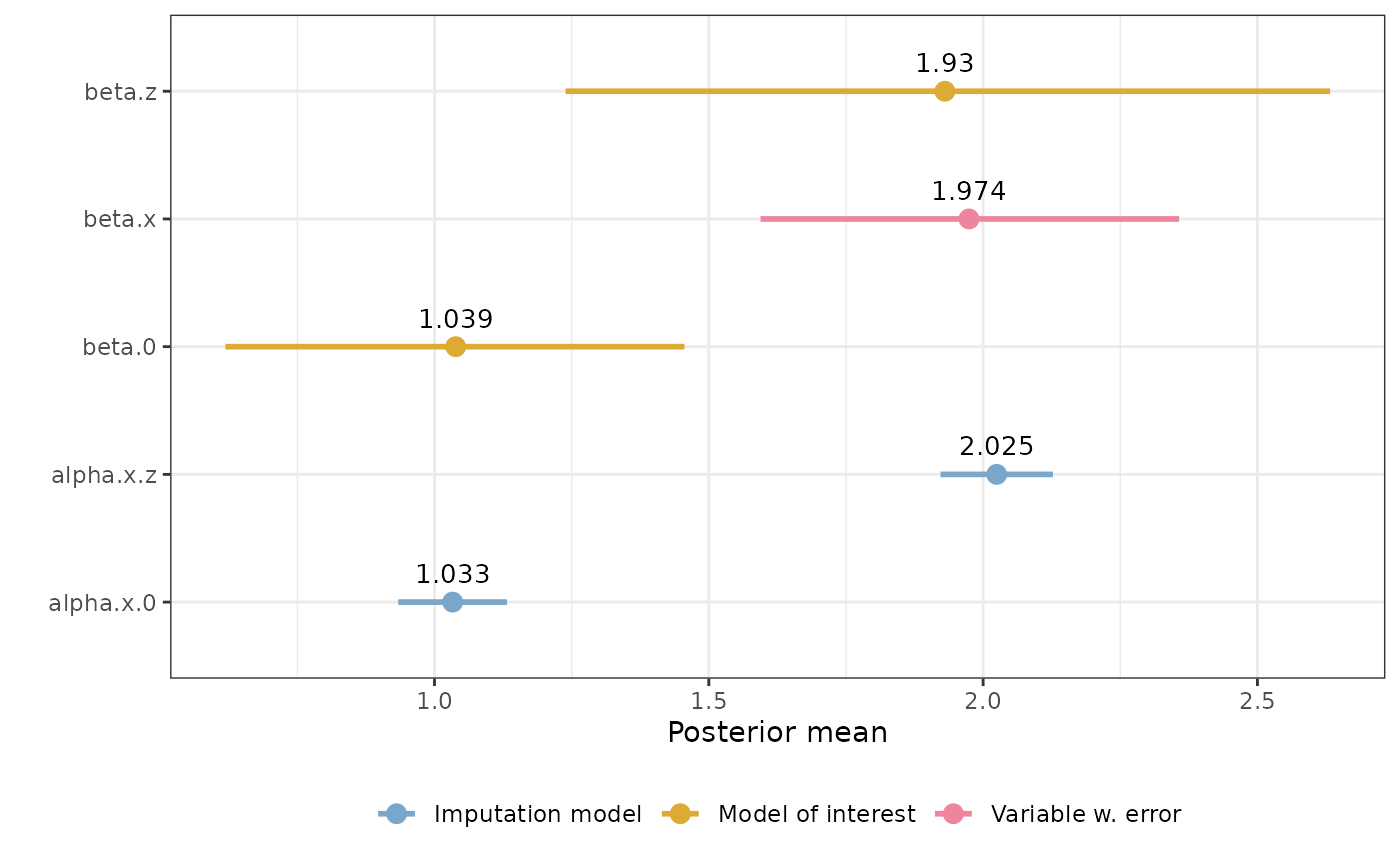 1.93
beta.z
1.974
beta.x
1.039
beta.0
2.025
alpha.x.z
1.033
alpha.x.0
1.0 1.5 2.0 2.5
Posterior mean
Imputation model Model of interest Variable w. error